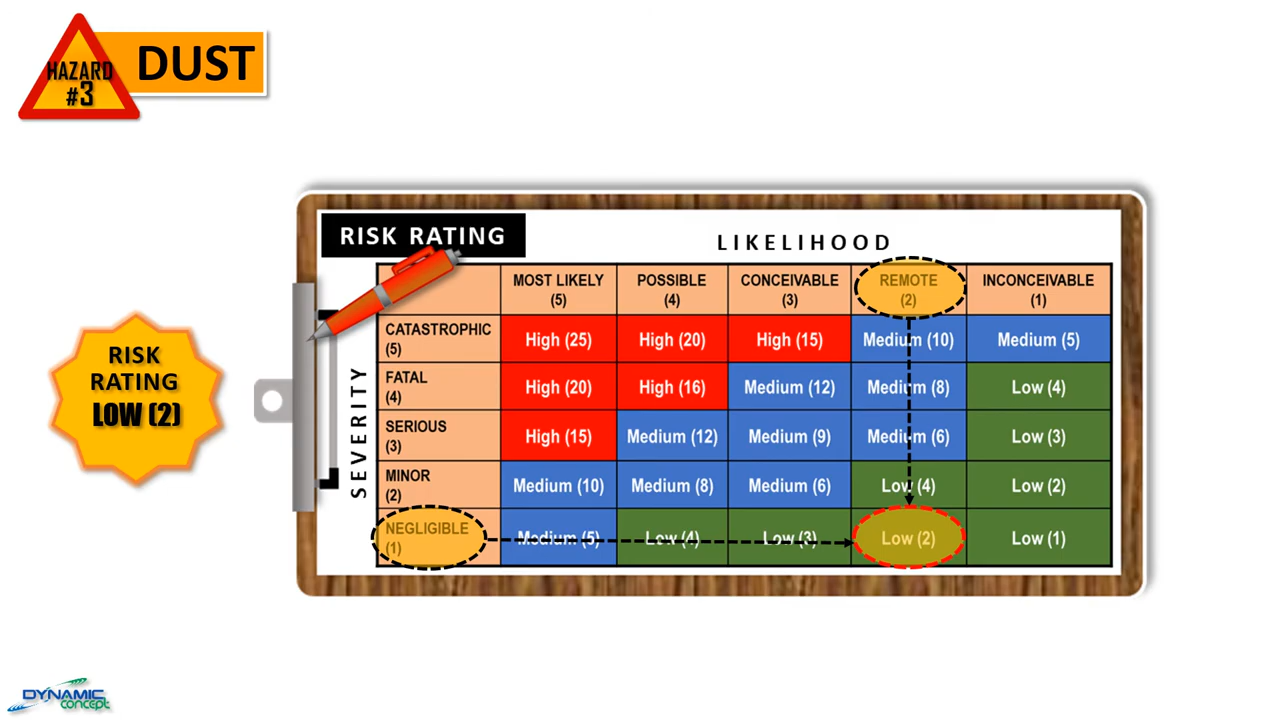 HAZARD
#3
DUST
RISK RATING
LIKELIHOOD
MOST LIKELY
(5)
POSSIBLE
(4)
CONCEIVABLE
(3)
REMOTE
(2)
INCONCEIVABLE
(1)
SEVERITY
CATASTROPHIC
(5)
High (25)
High (20)
High (15)
Medium (10)
Medium (5)
FATAL
(4)
High (20)
High (16)
Medium (12)
Medium (8)
Low (4)
SERIOUS
(3)
High (15)
Medium (12)
Medium (9)
Medium (6)
Low (3)
MINOR
(2)
Medium (10)
Medium (8)
Medium (6)
Low (4)
Low (2)
NEGLIGIBLE
(1)
Medium (5)
Low (4)
Low (3)
Low (2)
Low (1)
RISK
RATING
LOW (2)
DYNAMIC
concept